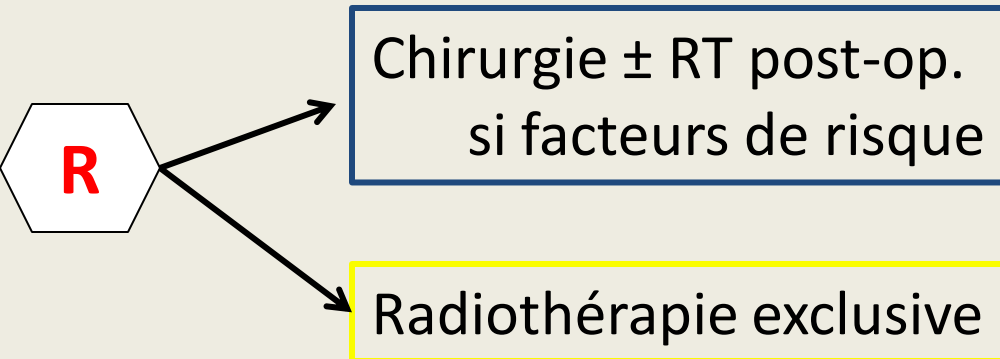 Chirurgie ± RT post-op.
si facteurs de risque
R
Radiothérapie exclusive